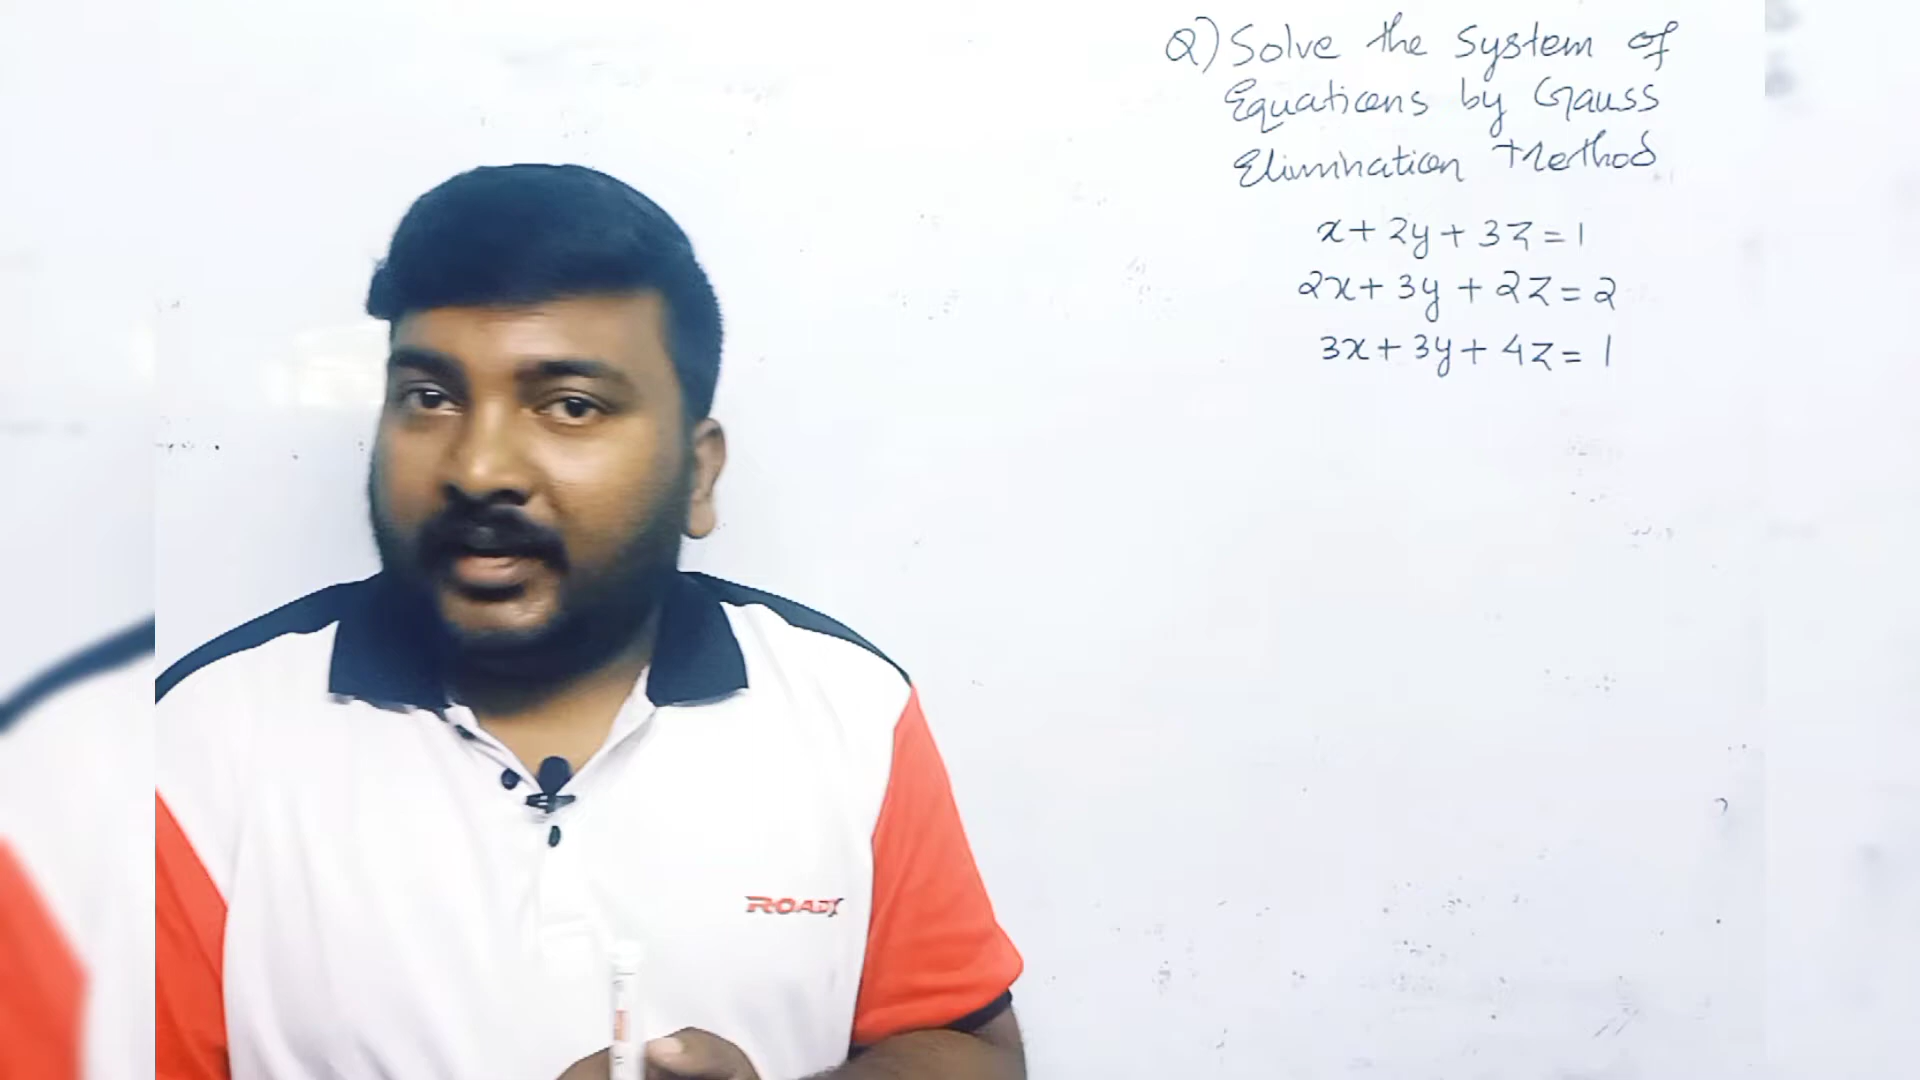 Q) Solve the System of
Equations by Gauss
Elimination Method
x + 2y + 3z = 1
2x + 3y + 2z = 2
3x + 3y + 4z = 1
ROADX